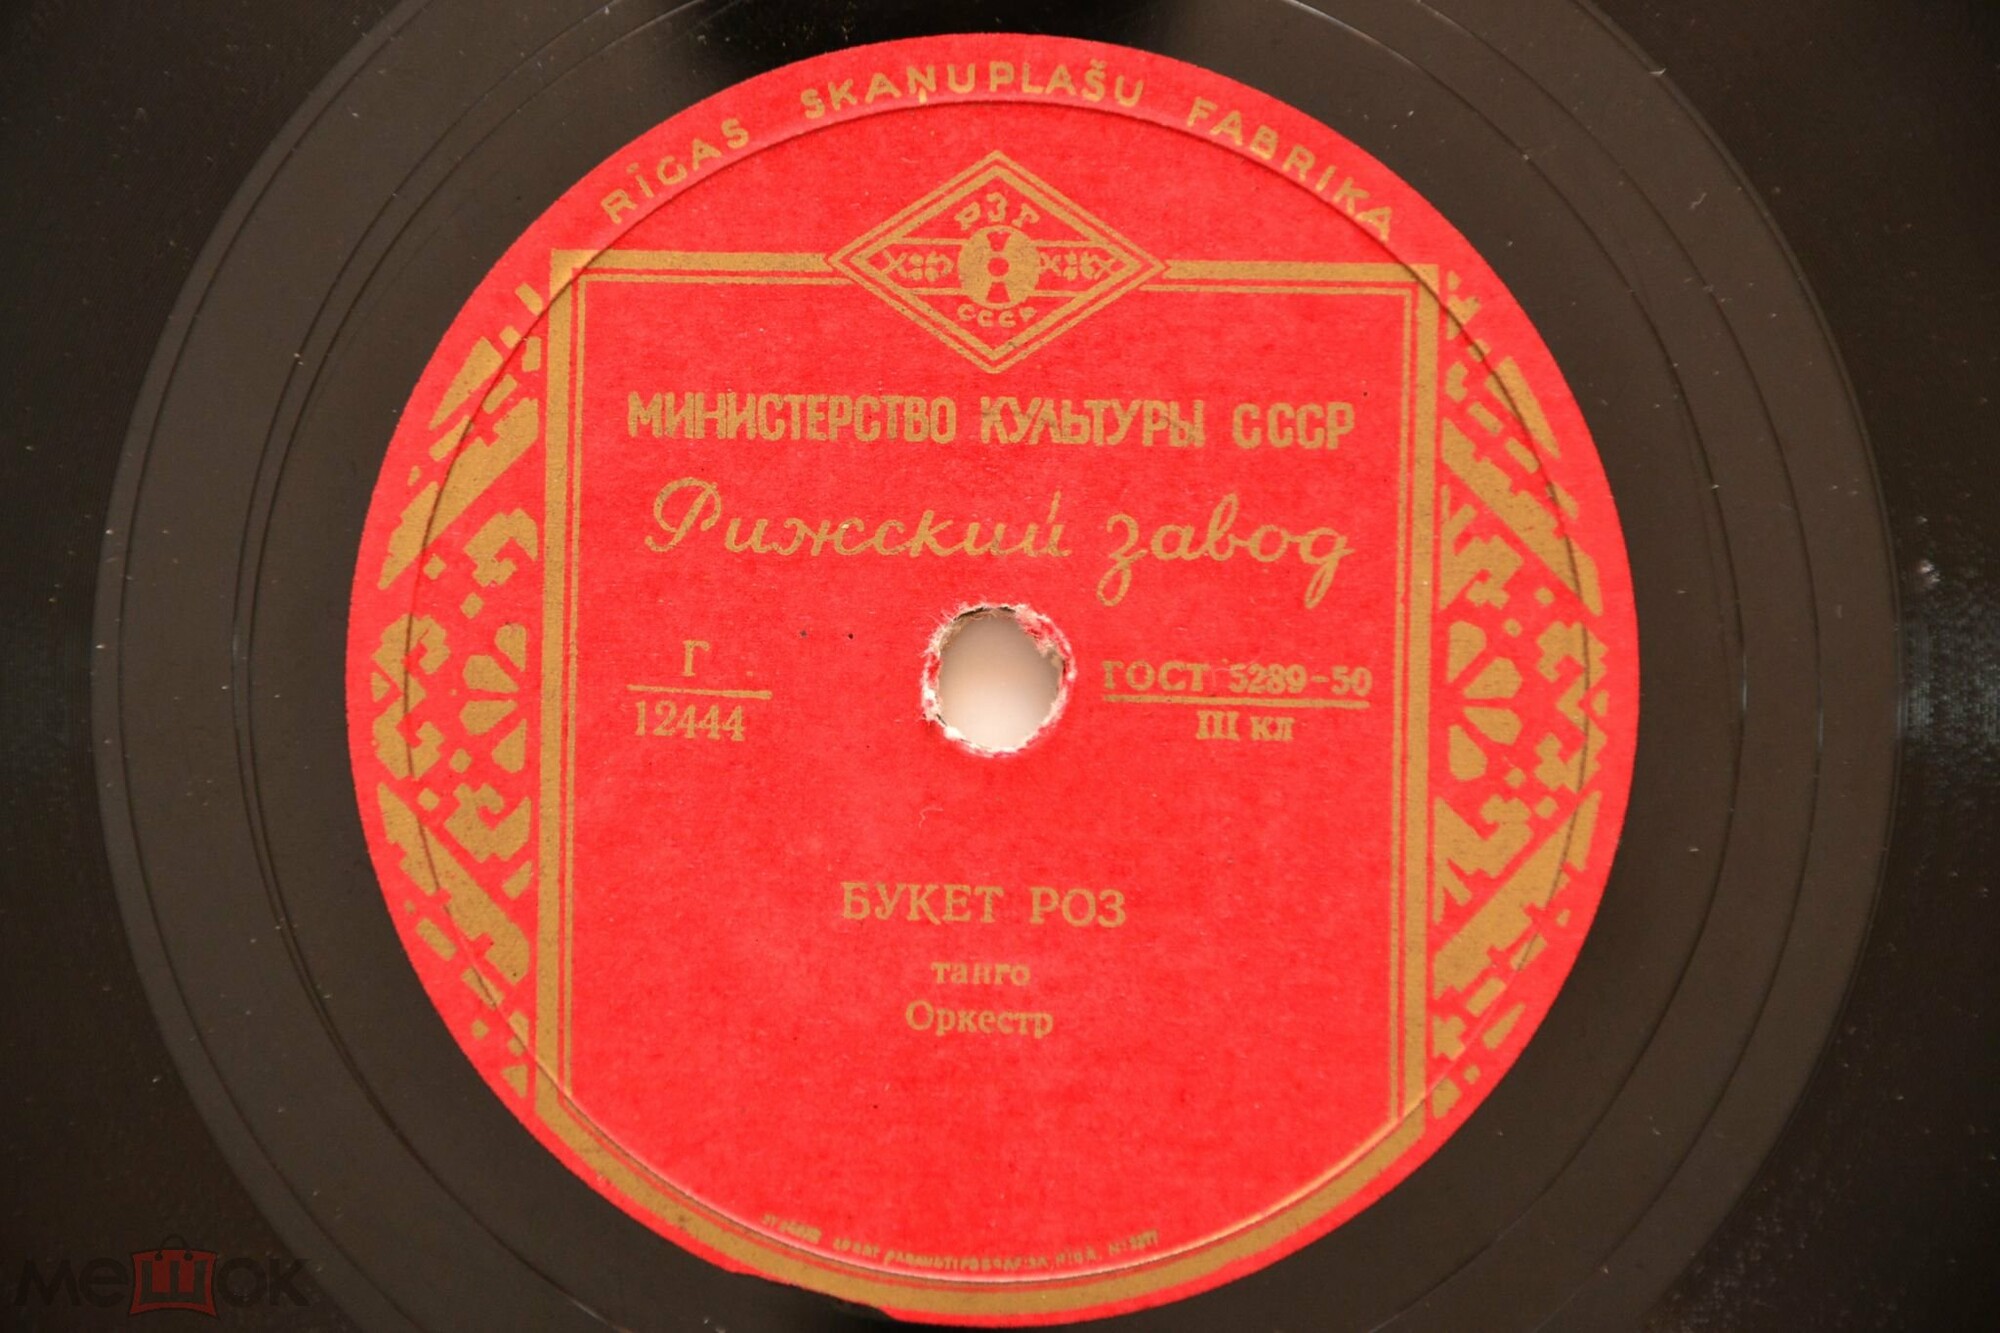 RĪGAS SKAŅUPLAŠU FABRIKA
РЗГ
СССР
МИНИСТЕРСТВО КУЛЬТУРЫ СССР
Рижский завод
Г
12444
ГОСТ 5289-50
III кл
БУКЕТ РОЗ
танго
Оркестр
мешок